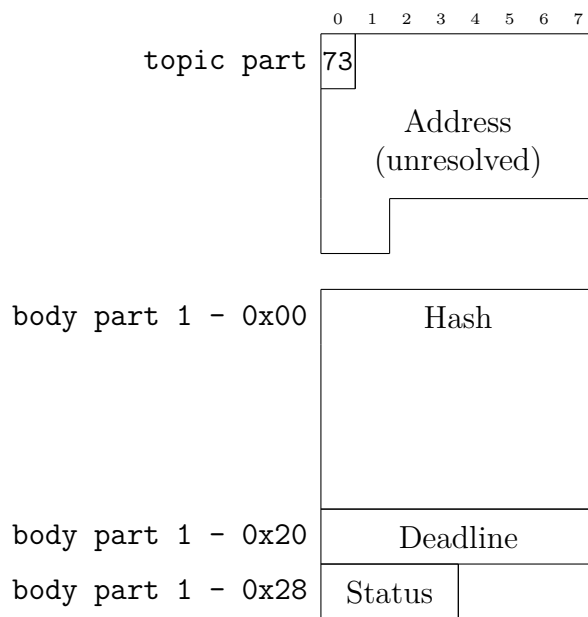 0 1 2 3 4 5 6 7
topic part 73
Address
(unresolved)
body part 1 - 0x00 Hash
body part 1 - 0x20 Deadline
body part 1 - 0x28 Status